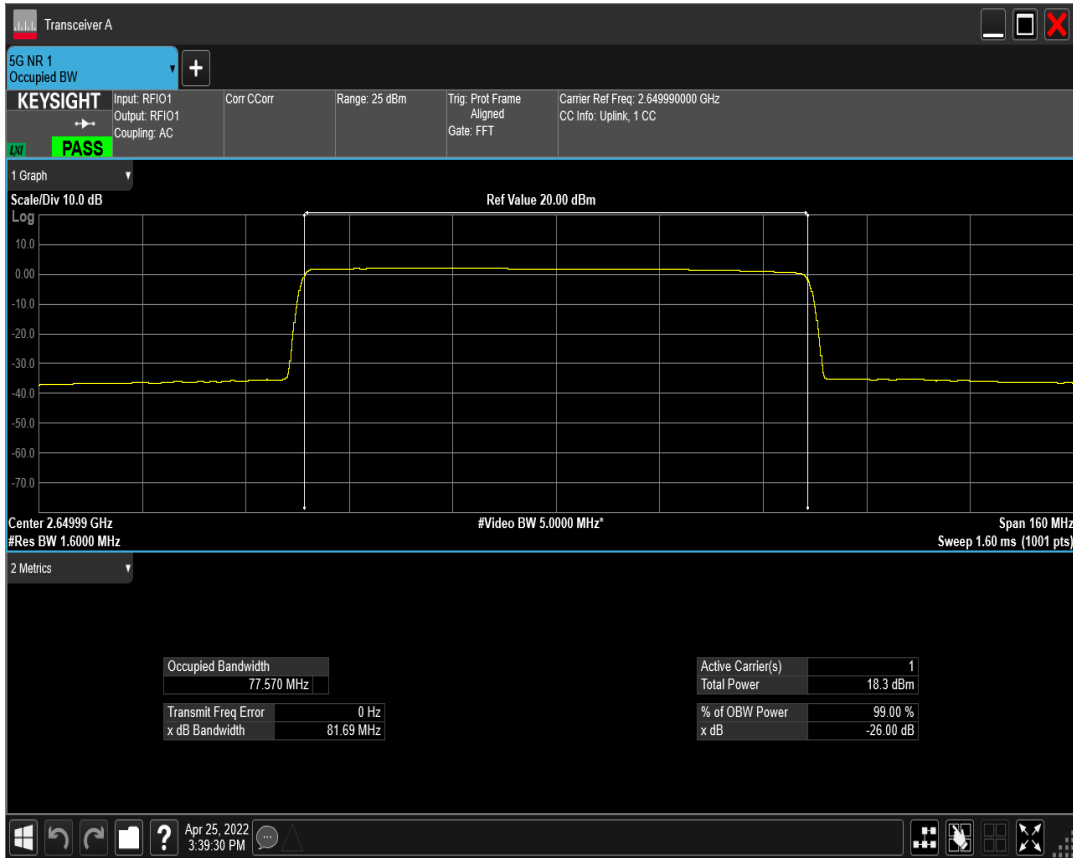 Transceiver A
5G NR 1
Occupied BW
+
KEYSIGHT
LXI
PASS
Input: RFIO1
Output: RFIO1
Coupling: AC
Corr CCorr
Range: 25 dBm
Trig: Prot Frame
Aligned
Gate: FFT
Carrier Ref Freq: 2.649990000 GHz
CC Info: Uplink, 1 CC
1 Graph
Scale/Div 10.0 dB
Ref Value 20.00 dBm
Log
10.0
0.00
-10.0
-20.0
-30.0
-40.0
-50.0
-60.0
-70.0
Center 2.64999 GHz
#Video BW 5.0000 MHz*
Span 160 MHz
#Res BW 1.6000 MHz
Sweep 1.60 ms (1001 pts)
2 Metrics
Occupied Bandwidth
77.570 MHz
Transmit Freq Error 0 Hz
x dB Bandwidth 81.69 MHz
Active Carrier(s) 1
Total Power 18.3 dBm
% of OBW Power 99.00 %
x dB -26.00 dB
?
Apr 25, 2022
3:39:30 PM